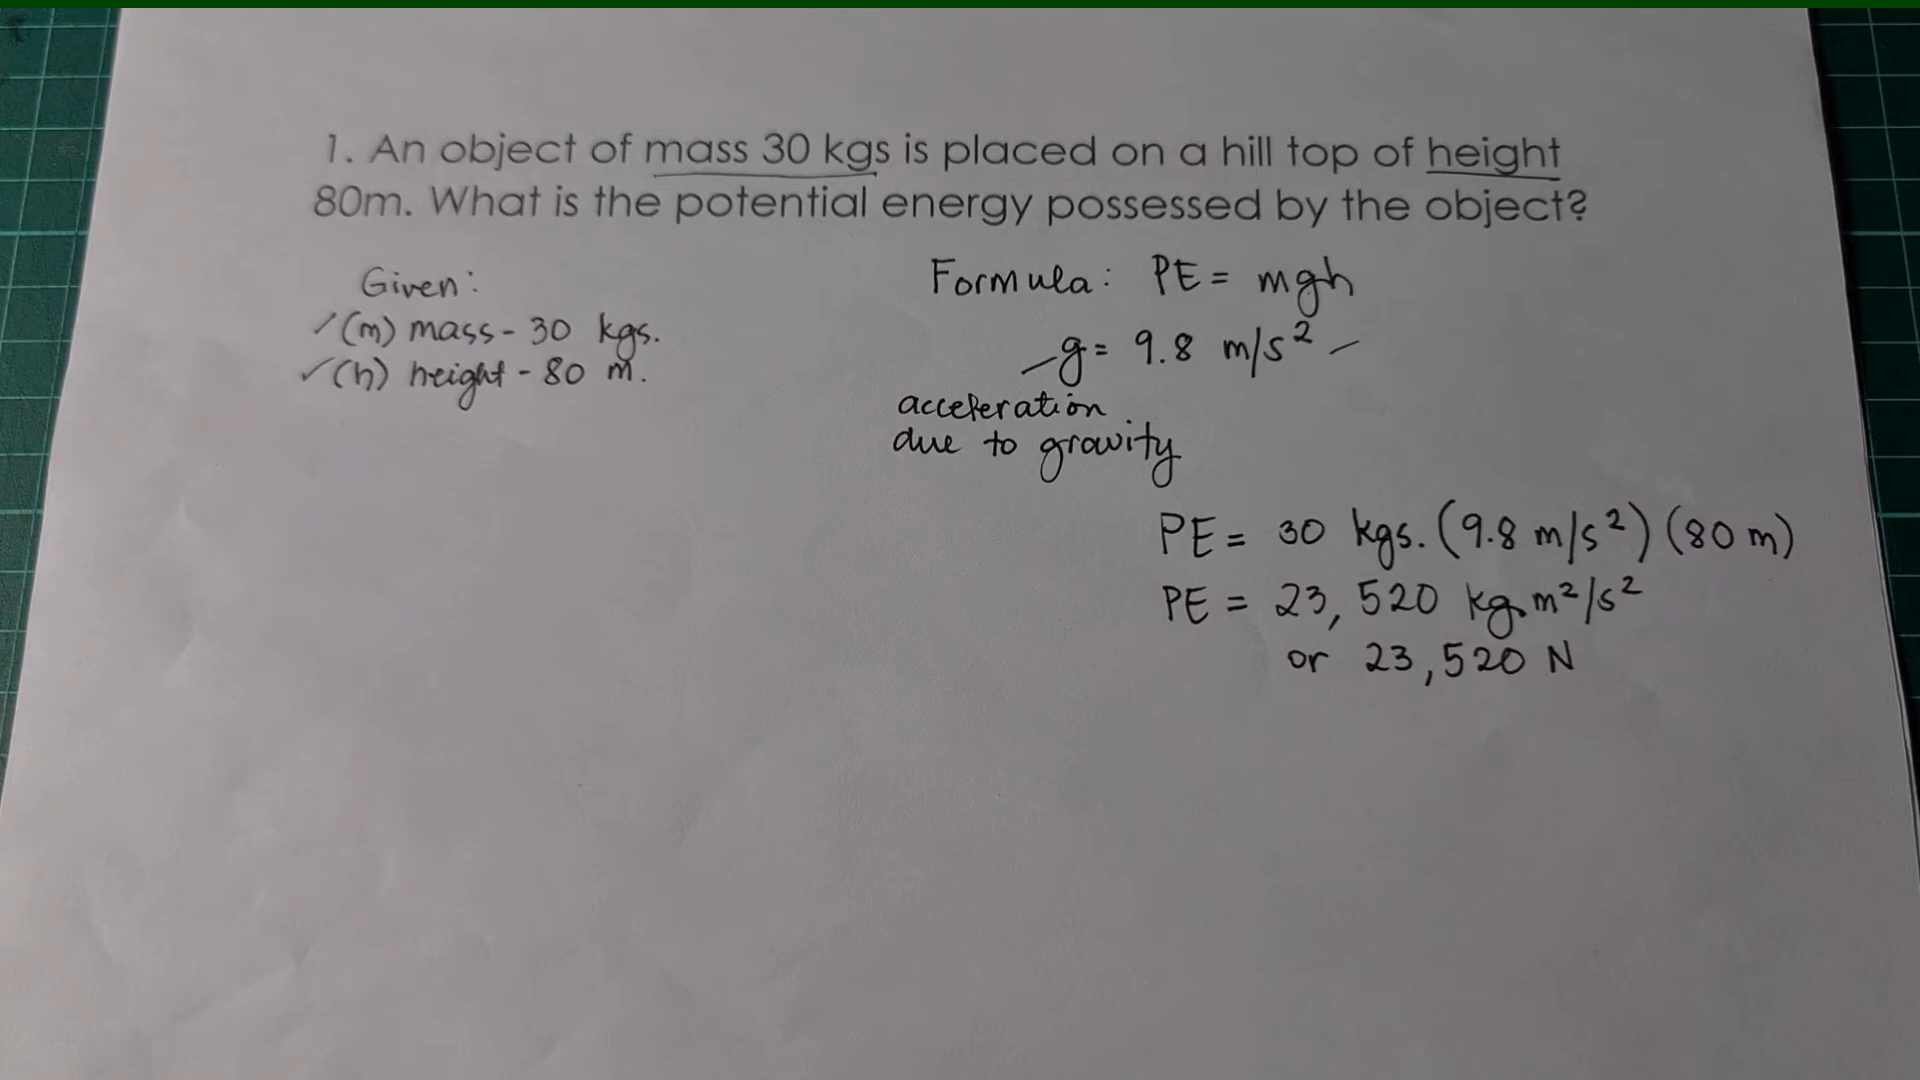 1. An object of mass 30 kgs is placed on a hill top of height
80m. What is the potential energy possessed by the object?
Given:
✓(m) mass - 30 kgs.
✓(h) height - 80 m.
Formula: PE = mgh
g = 9.8 m/s²
acceleration
due to gravity
PE = 30 kgs. (9.8 m/s²) (80 m)
PE = 23,520 kg.m²/s²
or 23,520 N